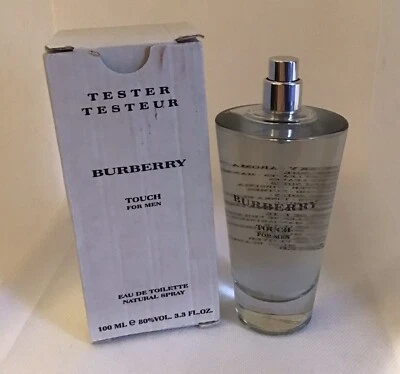 TESTER
TESTEUR
BURBERRY
TOUCH
FOR MEN
EAU DE TOILETTE
NATURAL SPRAY
100 ML ℮ 80%VOL. 3.3 FL.OZ.
BURBERRY
TOUCH
FOR MEN